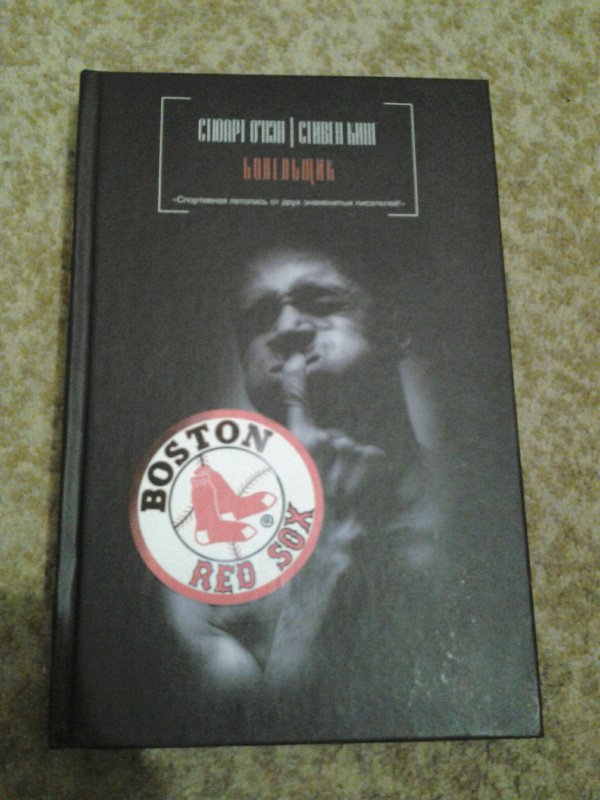 СТЮАРТ О'НЭН | СТИВЕН КИНГ
БОЛЕЛЬЩИК
«Спортивная летопись от двух знаменитых писателей!»
BOSTON
®
RED SOX